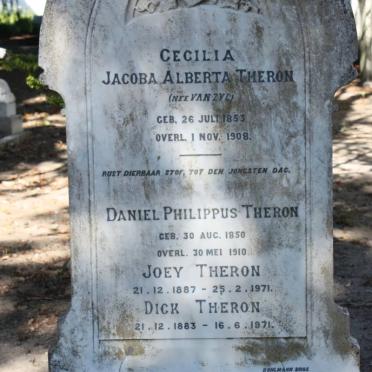 CECILIA
JACOBA ALBERTA THERON
(NÉE VAN ZYL)
GEB. 26 JULI 1853
OVERL. 1 NOV. 1908.
RUST DIERBAAR STOF, TOT DEN JONGSTEN DAG.
DANIEL PHILIPPUS THERON
GEB. 30 AUG. 1850
OVERL. 30 MEI 1910.
JOEY THERON
21.12.1887 - 25.2.1971.
DICK THERON
21.12.1883 - 16.6.1971.